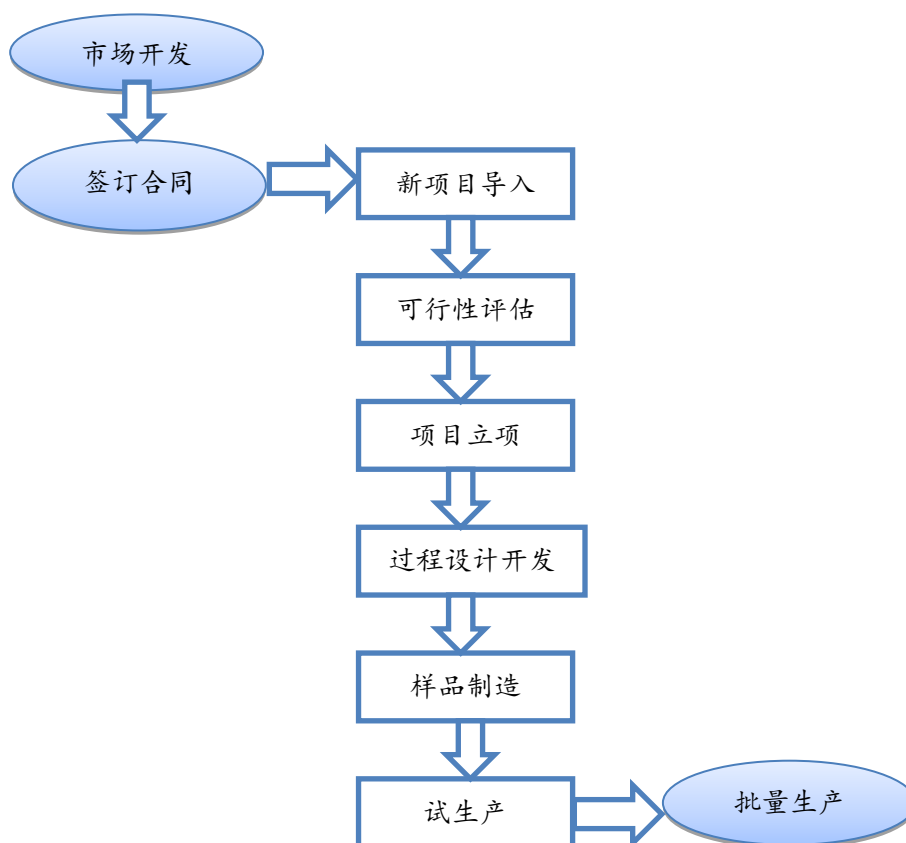 市场开发
签订合同
新项目导入
可行性评估
项目立项
过程设计开发
样品制造
试生产
批量生产